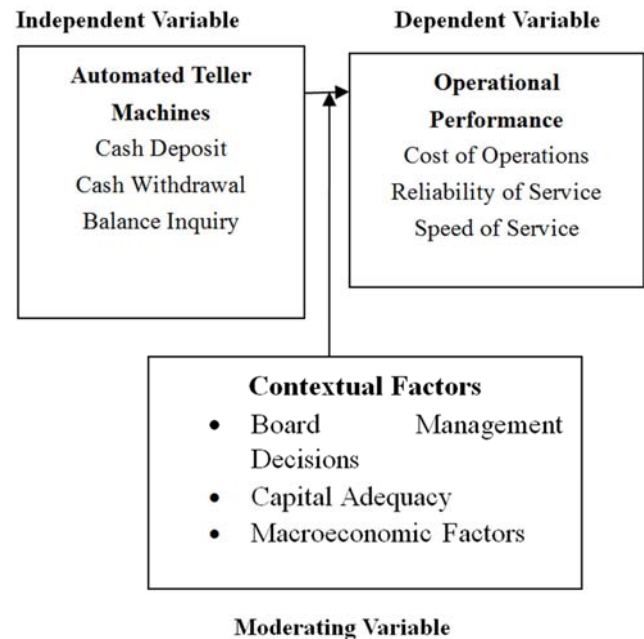 Independent Variable
Automated Teller
Machines
Cash Deposit
Cash Withdrawal
Balance Inquiry
Dependent Variable
Operational
Performance
Cost of Operations
Reliability of Service
Speed of Service
Contextual Factors
• Board Management
Decisions
• Capital Adequacy
• Macroeconomic Factors
Moderating Variable